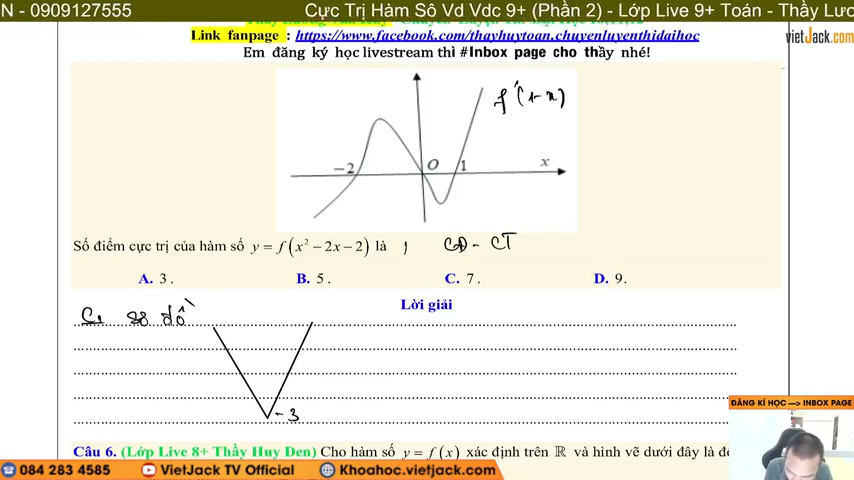 N - 0909127555 Cực Trị Hàm Số Vd Vdc 9+ (Phần 2) - Lớp Live 9+ Toán - Thầy Lươ
Link fanpage : https://www.facebook.com/thayhuytoan.chuyenluyenthidaihoc
vietJack.com
Em đăng ký học livestream thì #Inbox page cho thầy nhé!
f'(1-x)
-2 O 1 x
Số điểm cực trị của hàm số y = f(x² − 2x − 2) là CĐ - CT
A. 3. B. 5. C. 7. D. 9.
Lời giải
C₁ sơ đồ
-3
ĐĂNG KÍ HỌC —> INBOX PAGE
Câu 6. (Lớp Live 8+ Thầy Huy Đen) Cho hàm số y = f(x) xác định trên ℝ và hình vẽ dưới đây là đồ
084 283 4585 VietJack TV Official Khoahoc.vietjack.com